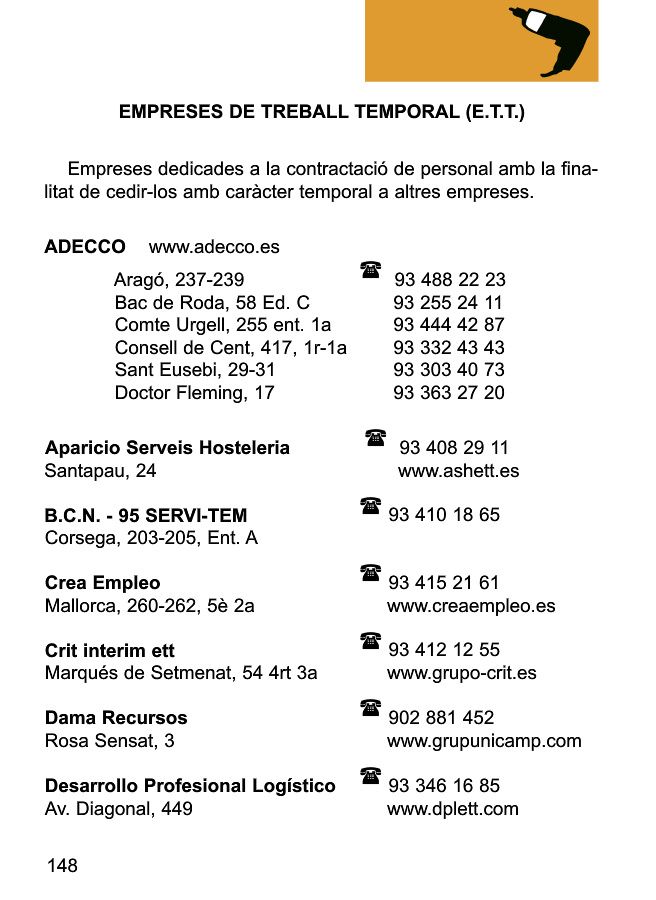 EMPRESES DE TREBALL TEMPORAL (E.T.T.)
Empreses dedicades a la contractació de personal amb la fina-
litat de cedir-los amb caràcter temporal a altres empreses.
ADECCO www.adecco.es
Aragó, 237-239 ☎ 93 488 22 23
Bac de Roda, 58 Ed. C 93 255 24 11
Comte Urgell, 255 ent. 1a 93 444 42 87
Consell de Cent, 417, 1r-1a 93 332 43 43
Sant Eusebi, 29-31 93 303 40 73
Doctor Fleming, 17 93 363 27 20
Aparicio Serveis Hosteleria ☎ 93 408 29 11
Santapau, 24 www.ashett.es
B.C.N. - 95 SERVI-TEM ☎ 93 410 18 65
Corsega, 203-205, Ent. A
Crea Empleo ☎ 93 415 21 61
Mallorca, 260-262, 5è 2a www.creaempleo.es
Crit interim ett ☎ 93 412 12 55
Marqués de Setmenat, 54 4rt 3a www.grupo-crit.es
Dama Recursos ☎ 902 881 452
Rosa Sensat, 3 www.grupunicamp.com
Desarrollo Profesional Logístico ☎ 93 346 16 85
Av. Diagonal, 449 www.dplett.com
148